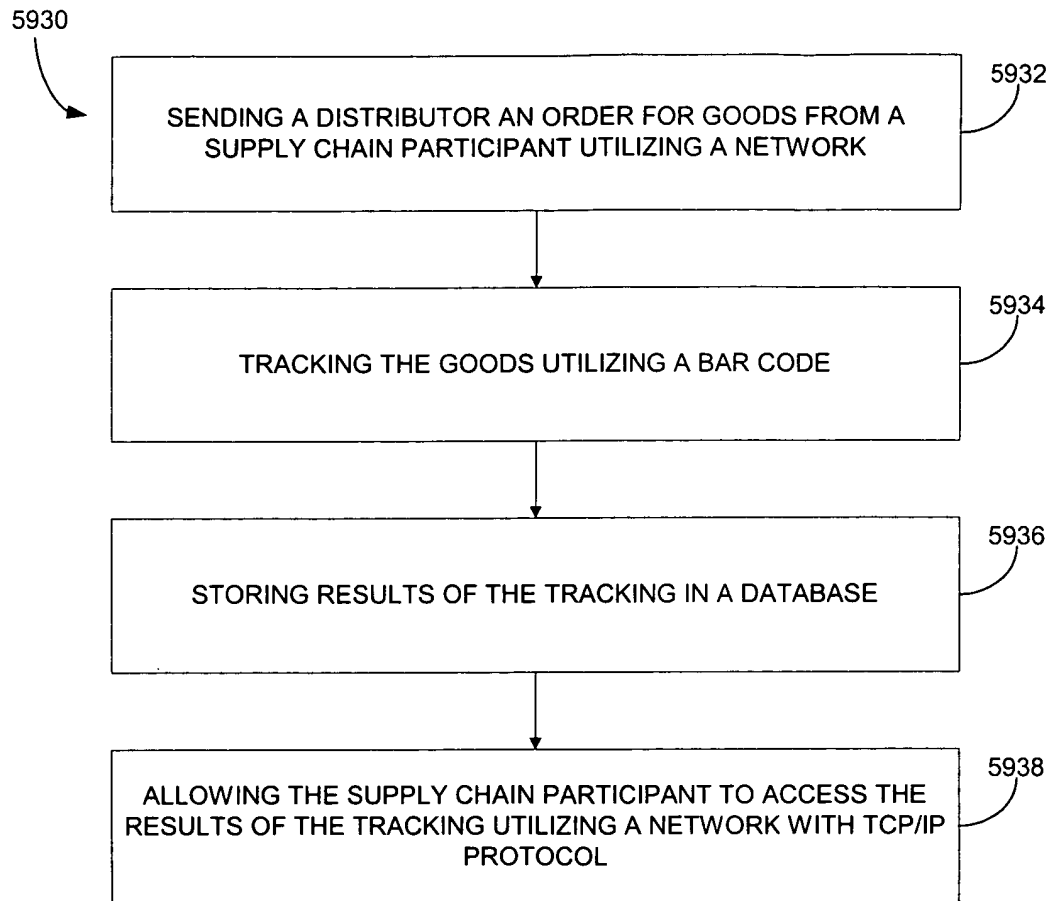 5930
5932
SENDING A DISTRIBUTOR AN ORDER FOR GOODS FROM A
SUPPLY CHAIN PARTICIPANT UTILIZING A NETWORK
5934
TRACKING THE GOODS UTILIZING A BAR CODE
5936
STORING RESULTS OF THE TRACKING IN A DATABASE
5938
ALLOWING THE SUPPLY CHAIN PARTICIPANT TO ACCESS THE
RESULTS OF THE TRACKING UTILIZING A NETWORK WITH TCP/IP
PROTOCOL